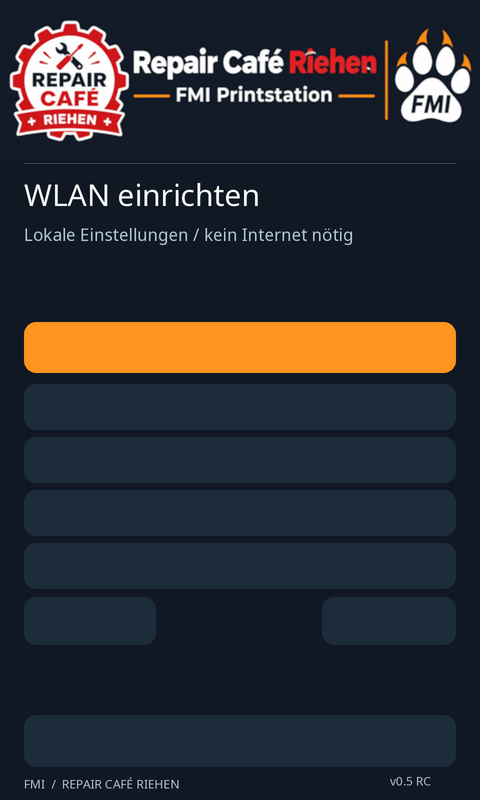 REPAIR
CAFÉ
RIEHEN
Repair Café Riehen
FMI Printstation
FMI
WLAN einrichten
Lokale Einstellungen / kein Internet nötig
FMI / REPAIR CAFÉ RIEHEN
v0.5 RC